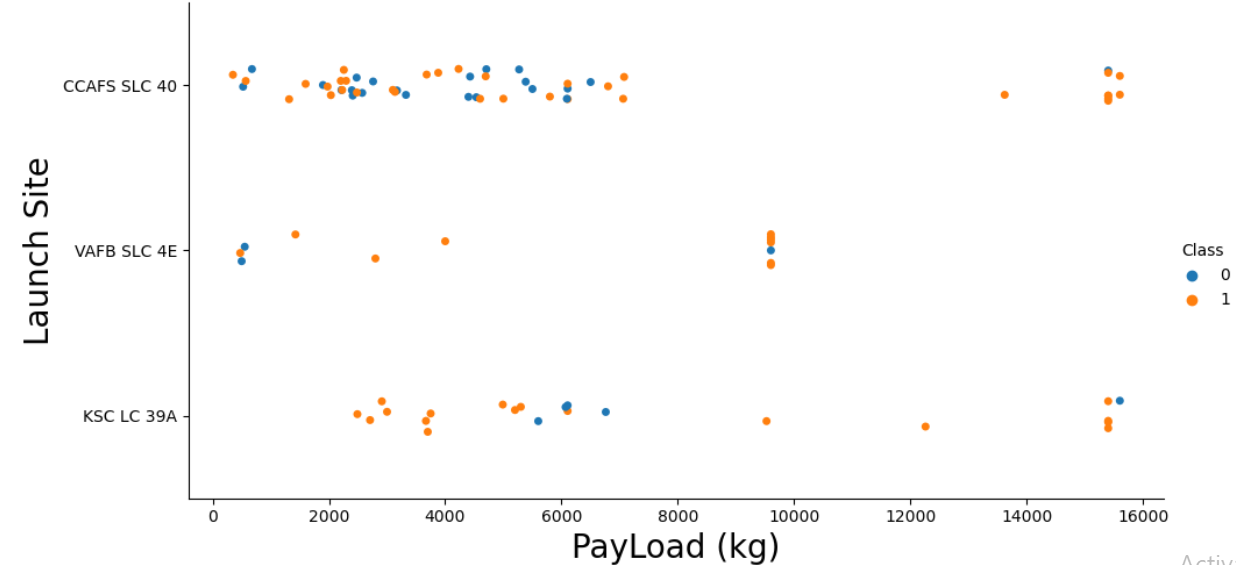 CCAFS SLC 40
VAFB SLC 4E
KSC LC 39A
Launch Site
0 2000 4000 6000 8000 10000 12000 14000 16000
PayLoad (kg)
Class
0
1
Activ